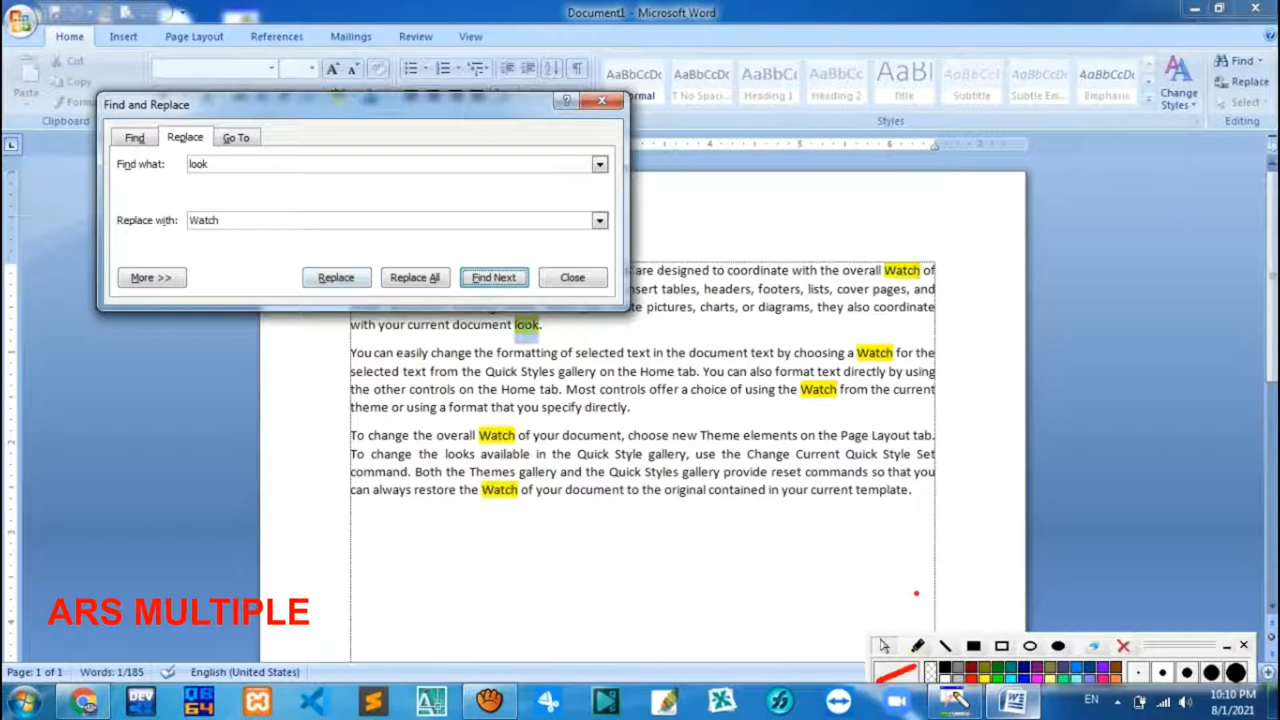 Document1 - Microsoft Word
Home Insert Page Layout References Mailings Review View
Cut
Copy
Paste
Clipboard
AaBbCcDc AaBbCcDc AaBbC AaBbCc AaBl AaBbCc AaBbCcDc AaBbCcDc
Normal ¶ No Spaci... Heading 1 Heading 2 Title Subtitle Subtle Em... Emphasis
Change Styles
Styles
Find
Replace
Select
Editing
Find and Replace
Find Replace Go To
Find what: look
Replace with: Watch
More >> Replace Replace All Find Next Close
4 5 6
are designed to coordinate with the overall Watch of
nsert tables, headers, footers, lists, cover pages, and
te pictures, charts, or diagrams, they also coordinate
with your current document look.
You can easily change the formatting of selected text in the document text by choosing a Watch for the
selected text from the Quick Styles gallery on the Home tab. You can also format text directly by using
the other controls on the Home tab. Most controls offer a choice of using the Watch from the current
theme or using a format that you specify directly.
To change the overall Watch of your document, choose new Theme elements on the Page Layout tab.
To change the looks available in the Quick Style gallery, use the Change Current Quick Style Set
command. Both the Themes gallery and the Quick Styles gallery provide reset commands so that you
can always restore the Watch of your document to the original contained in your current template.
ARS MULTIPLE
Page: 1 of 1 Words: 1/185 English (United States)
DEV
EN
10:10 PM
8/1/2021